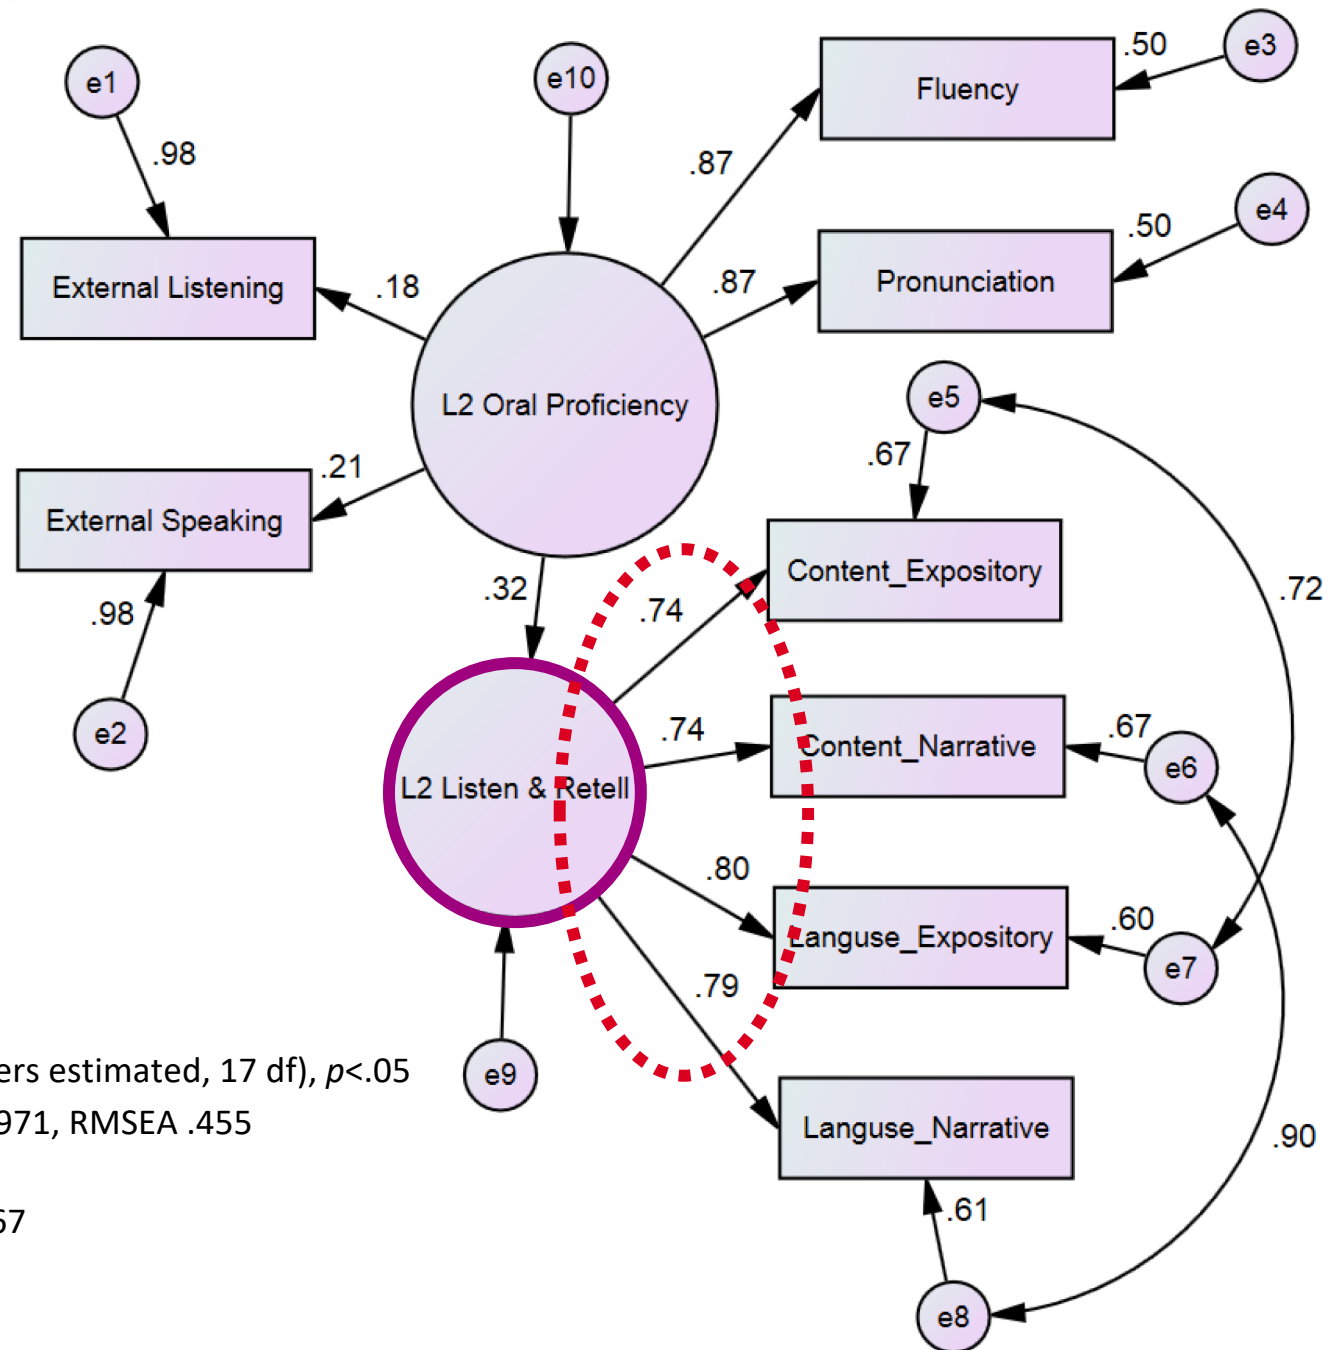 e1
e10
.50
e3
Fluency
.98
.87
.50
e4
External Listening
.18
.87
Pronunciation
L2 Oral Proficiency
e5
.67
.21
External Speaking
Content_Expository
.32
.74
.72
.98
e2
.74
Content_Narrative
.67
e6
L2 Listen & Retell
.80
Languse_Expository
.60
e7
.79
ers estimated, 17 df), p<.05
e9
971, RMSEA .455
Languse_Narrative
.90
67
.61
e8